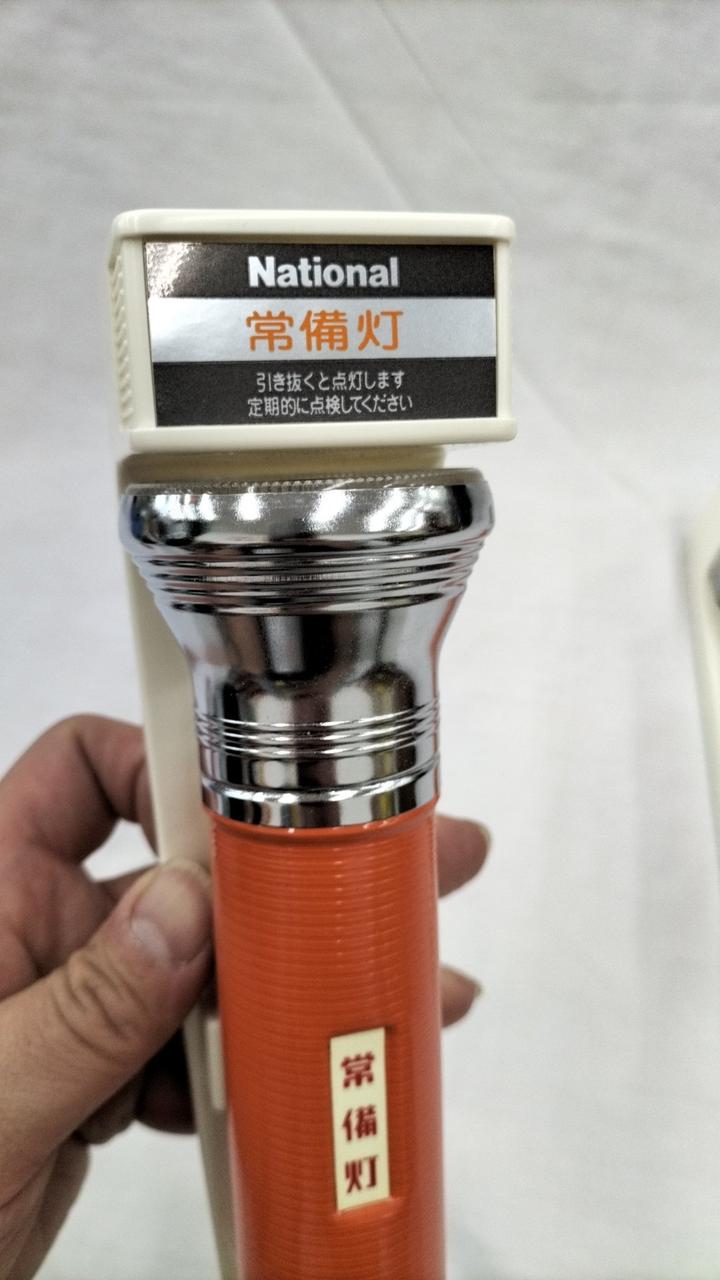 National
常備灯
引き抜くと点灯します
定期的に点検してください
常備灯